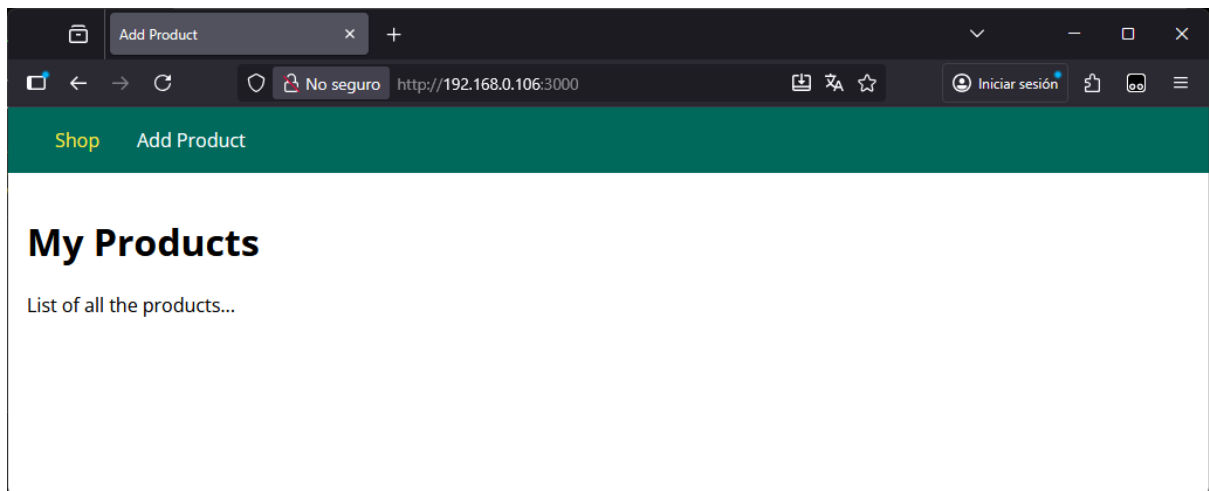 Add Product
No seguro http://192.168.0.106:3000 Iniciar sesión
Shop Add Product
My Products
List of all the products...